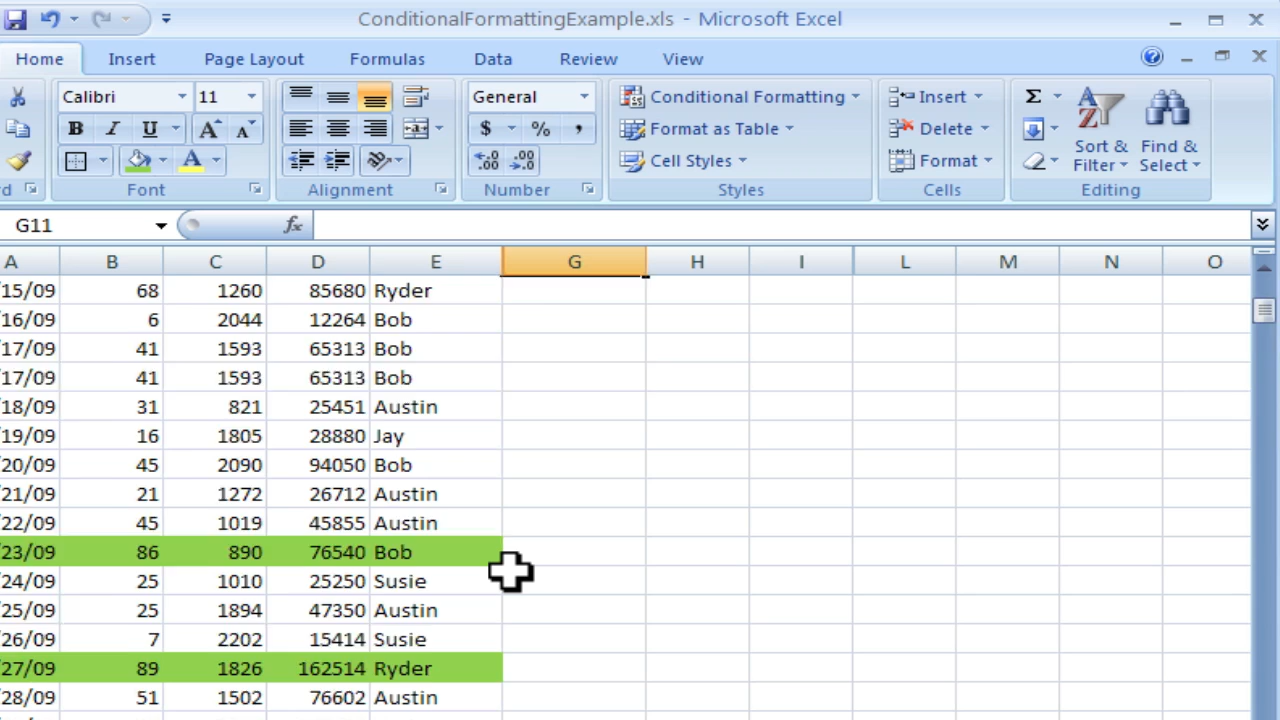 ConditionalFormattingExample.xls - Microsoft Excel
Home Insert Page Layout Formulas Data Review View
Calibri 11 General Conditional Formatting Insert Σ
B I U A A $ % , Format as Table Delete Sort & Filter Find & Select
A Cell Styles Format
d Font Alignment Number Styles Cells Editing
G11 fx
A B C D E G H I L M N O
/15/09 68 1260 85680 Ryder
/16/09 6 2044 12264 Bob
/17/09 41 1593 65313 Bob
/17/09 41 1593 65313 Bob
/18/09 31 821 25451 Austin
/19/09 16 1805 28880 Jay
/20/09 45 2090 94050 Bob
/21/09 21 1272 26712 Austin
/22/09 45 1019 45855 Austin
/23/09 86 890 76540 Bob
/24/09 25 1010 25250 Susie
/25/09 25 1894 47350 Austin
/26/09 7 2202 15414 Susie
/27/09 89 1826 162514 Ryder
/28/09 51 1502 76602 Austin